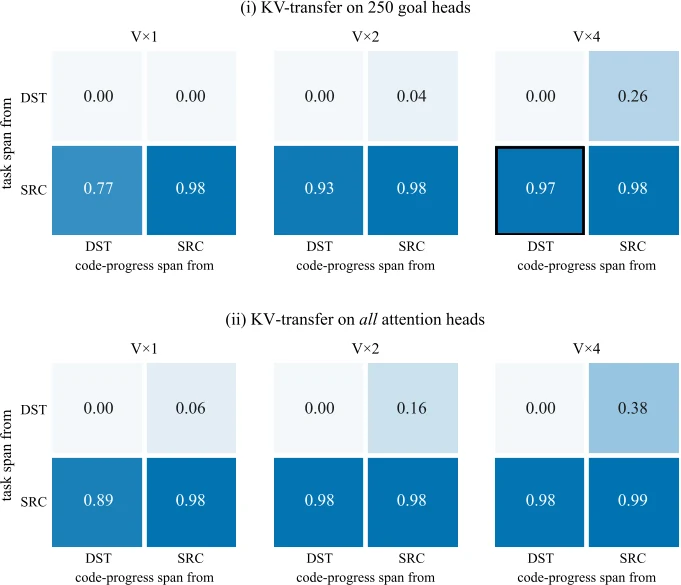 (i) KV-transfer on 250 goal heads
V×1 V×2 V×4
task span from
DST 0.00 0.00 0.00 0.04 0.00 0.26
SRC 0.77 0.98 0.93 0.98 0.97 0.98
DST SRC DST SRC DST SRC
code-progress span from code-progress span from code-progress span from
(ii) KV-transfer on all attention heads
V×1 V×2 V×4
task span from
DST 0.00 0.06 0.00 0.16 0.00 0.38
SRC 0.89 0.98 0.98 0.98 0.98 0.99
DST SRC DST SRC DST SRC
code-progress span from code-progress span from code-progress span from